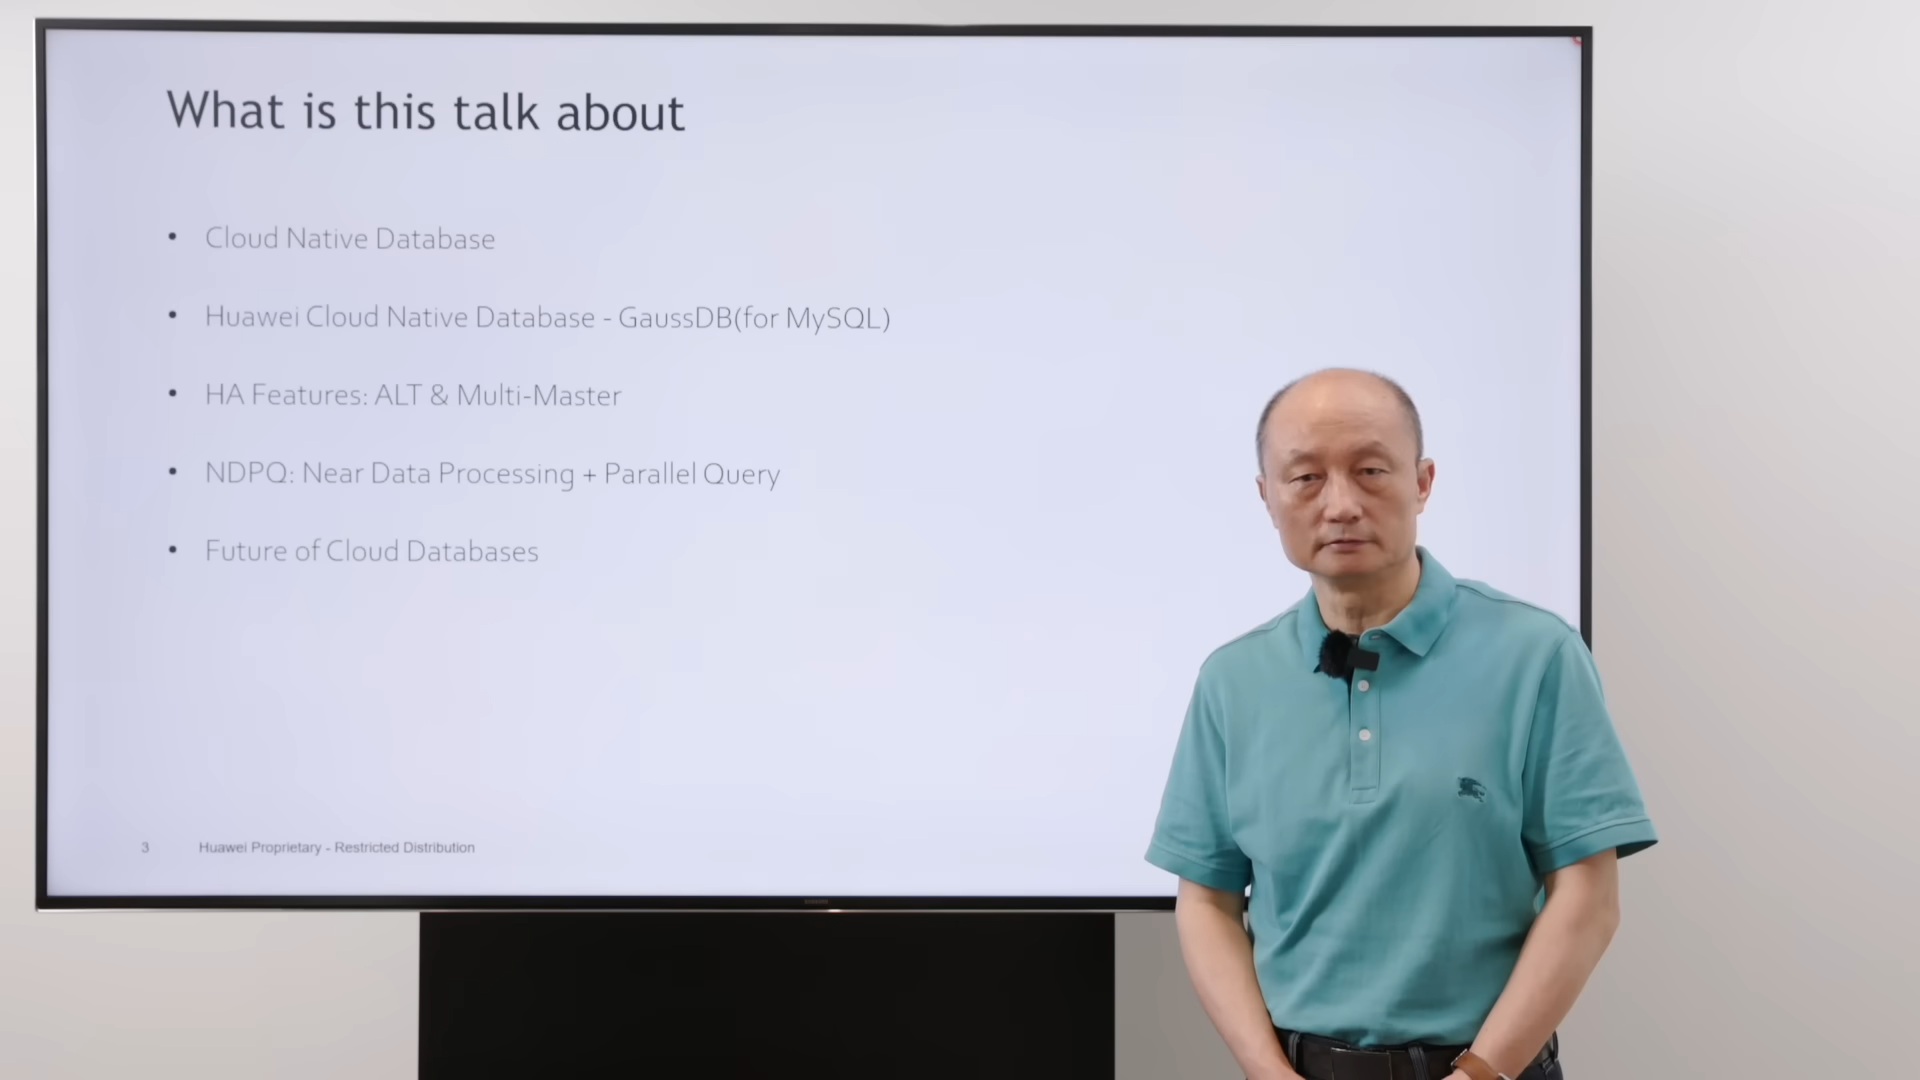 What is this talk about
• Cloud Native Database
• Huawei Cloud Native Database - GaussDB(for MySQL)
• HA Features: ALT & Multi-Master
• NDPQ: Near Data Processing + Parallel Query
• Future of Cloud Databases
3 Huawei Proprietary - Restricted Distribution